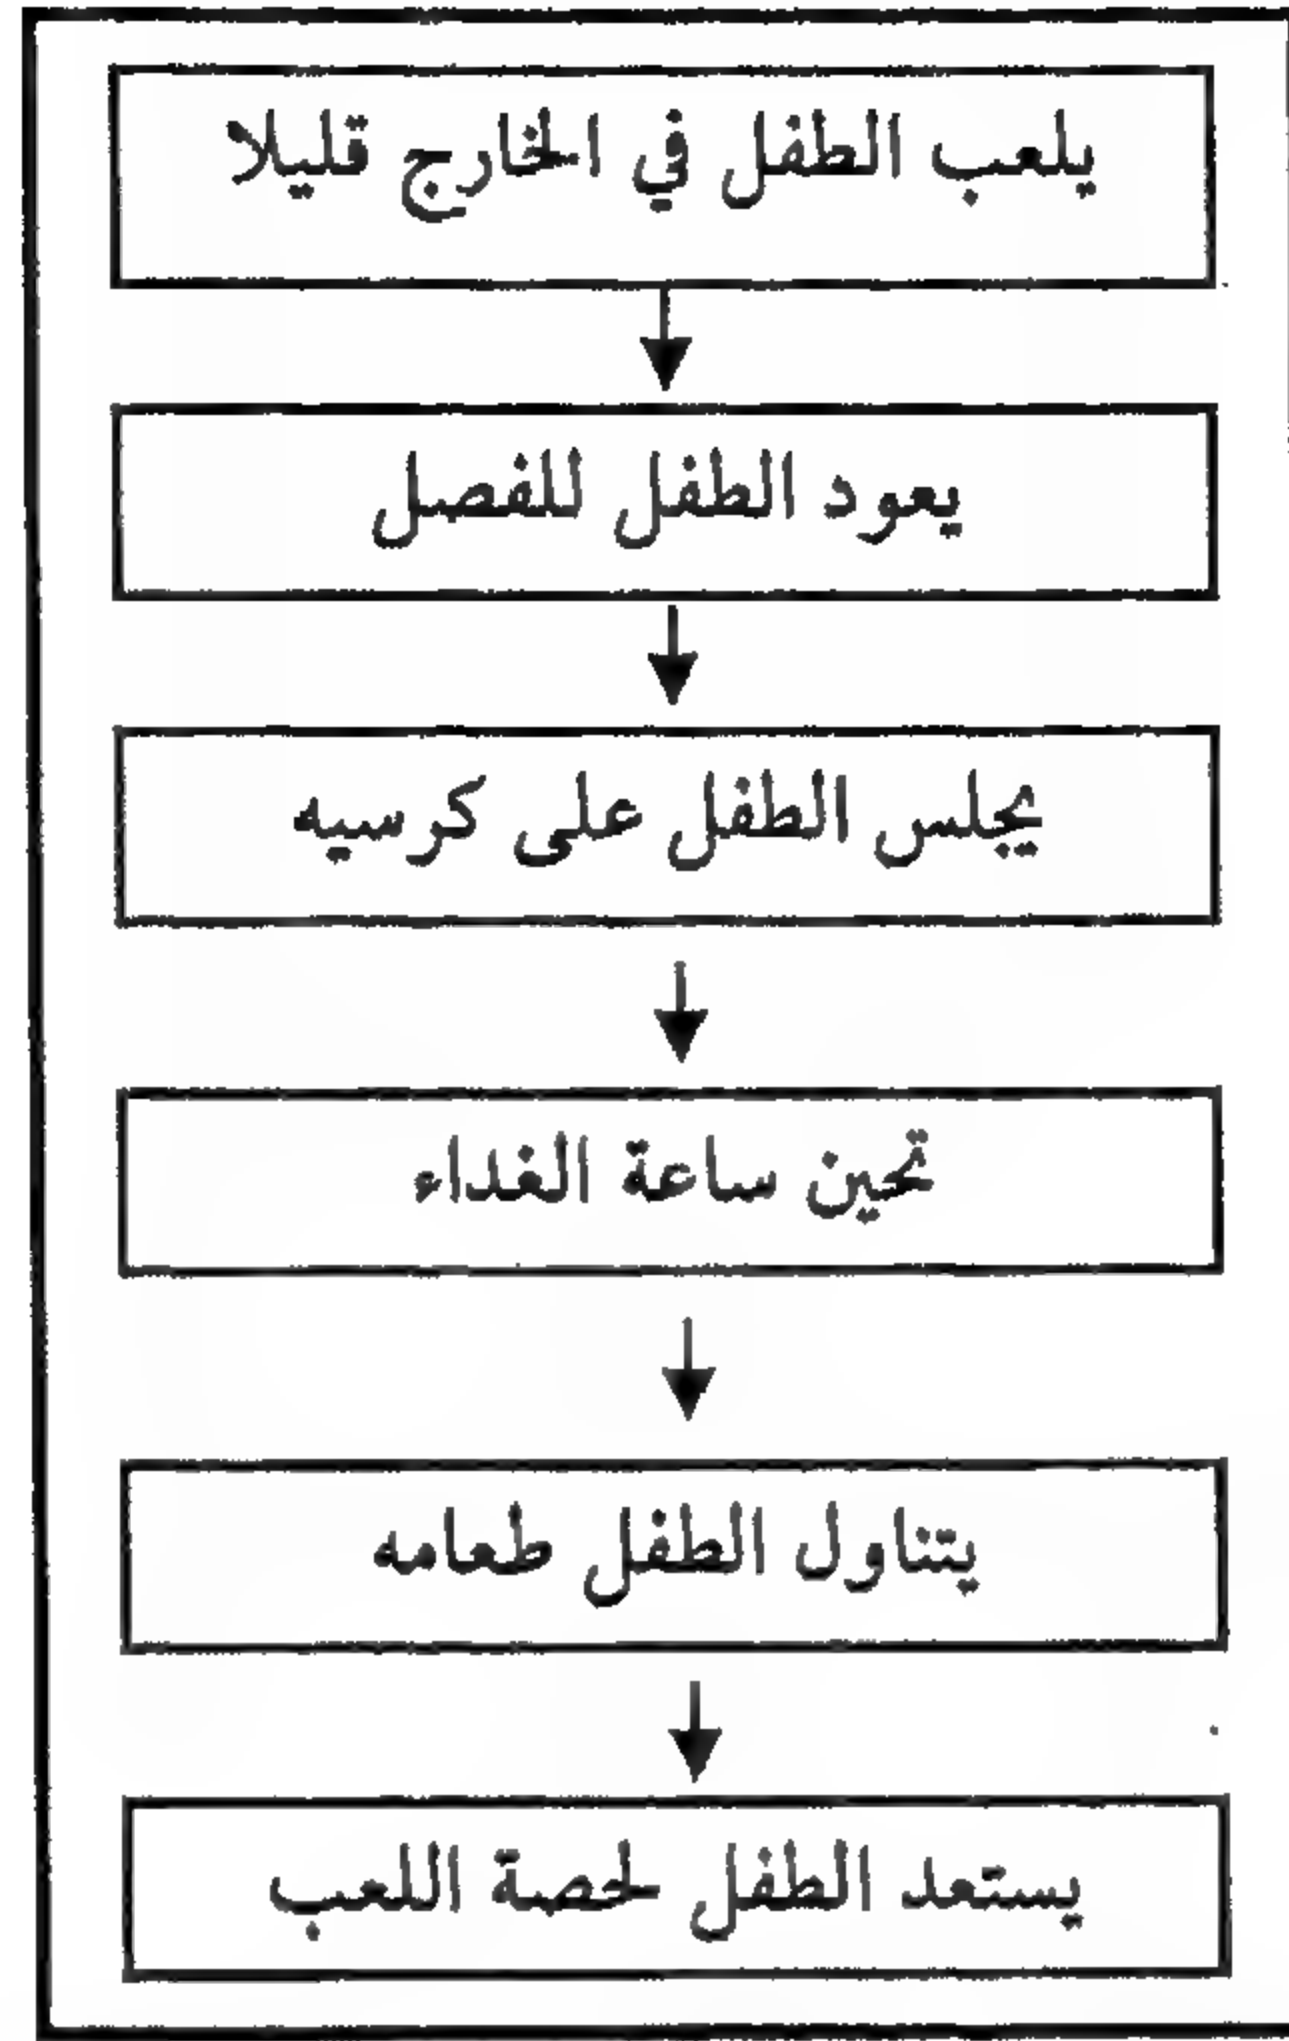 يلعب الطفل في الخارج قليلا
يعود الطفل للفصل
يجلس الطفل على كرسيه
تحين ساعة الغداء
يتناول الطفل طعامه
يستعد الطفل لحصة اللعب